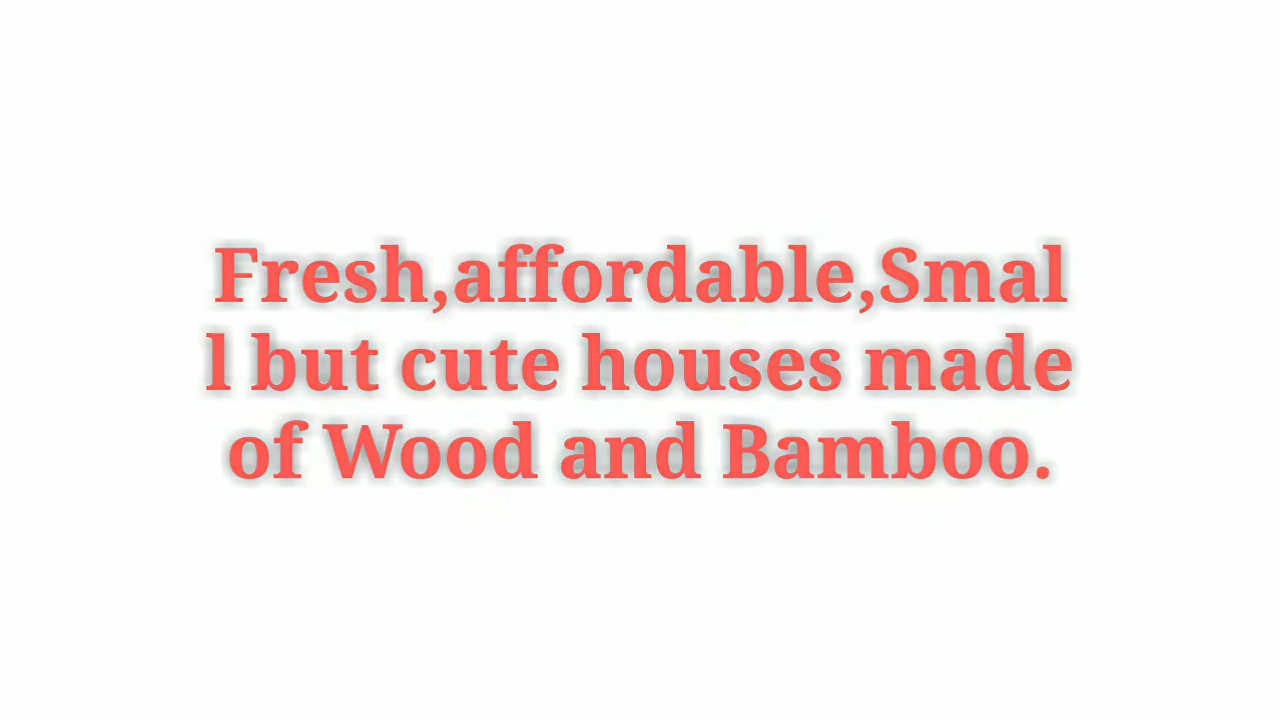 Fresh,affordable,Smal
l but cute houses made
of Wood and Bamboo.